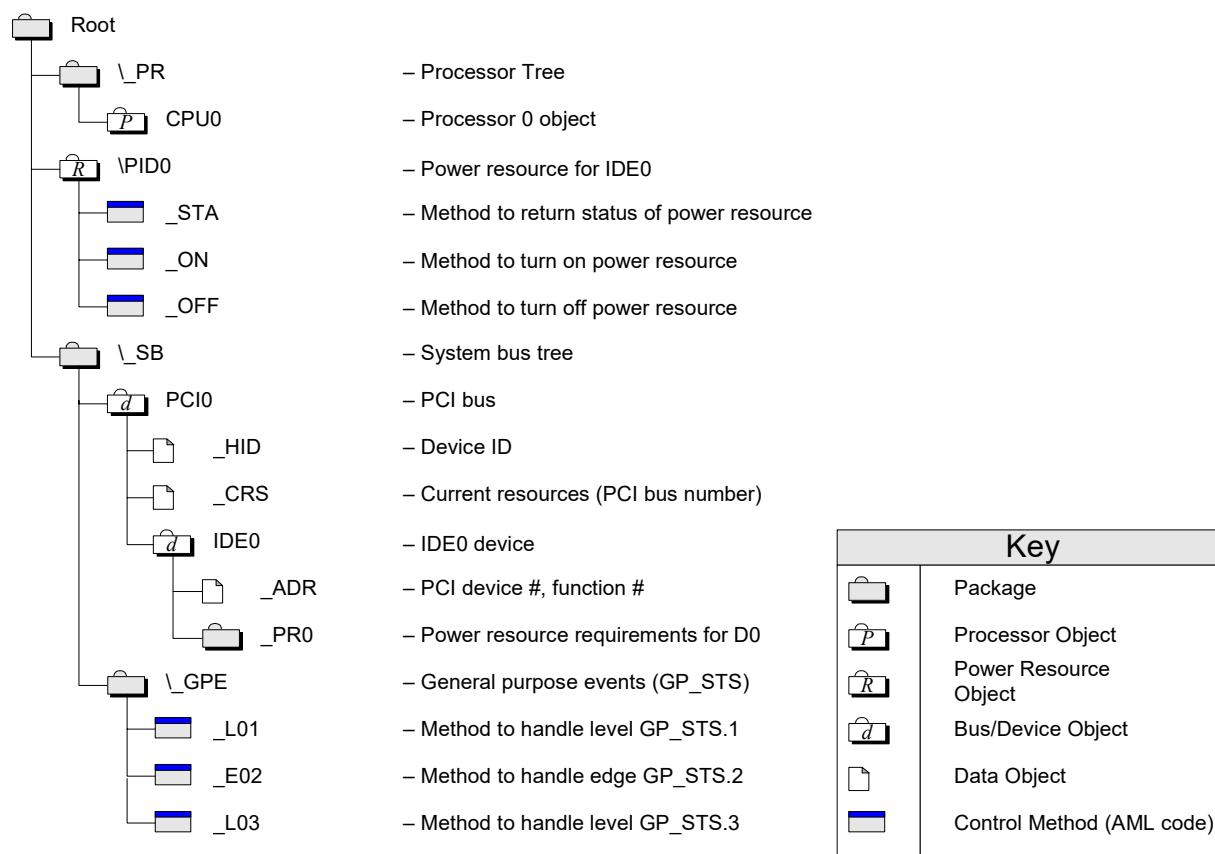 Root
\_PR – Processor Tree
P CPU0 – Processor 0 object
R \PID0 – Power resource for IDE0
_STA – Method to return status of power resource
_ON – Method to turn on power resource
_OFF – Method to turn off power resource
\_SB – System bus tree
d PCI0 – PCI bus
_HID – Device ID
_CRS – Current resources (PCI bus number)
d IDE0 – IDE0 device
_ADR – PCI device #, function #
_PR0 – Power resource requirements for D0
\_GPE – General purpose events (GP_STS)
_L01 – Method to handle level GP_STS.1
_E02 – Method to handle edge GP_STS.2
_L03 – Method to handle level GP_STS.3
Key
Package
P Processor Object
R Power Resource
Object
d Bus/Device Object
Data Object
Control Method (AML code)